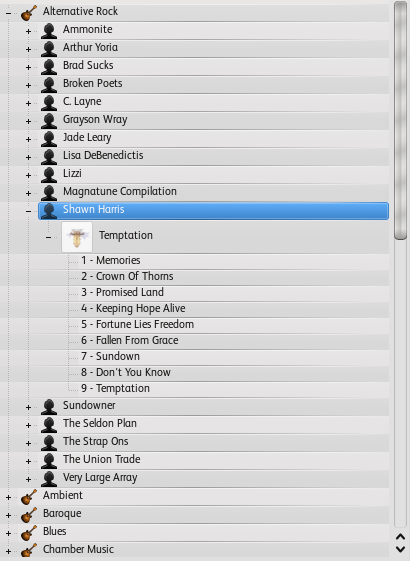 Alternative Rock
Ammonite
Arthur Yoria
Brad Sucks
Broken Poets
C. Layne
Grayson Wray
Jade Leary
Lisa DeBenedictis
Lizzi
Magnatune Compilation
Shawn Harris
Temptation
1 - Memories
2 - Crown Of Thorns
3 - Promised Land
4 - Keeping Hope Alive
5 - Fortune Lies Freedom
6 - Fallen From Grace
7 - Sundown
8 - Don't You Know
9 - Temptation
Sundowner
The Seldon Plan
The Strap Ons
The Union Trade
Very Large Array
Ambient
Baroque
Blues
Chamber Music